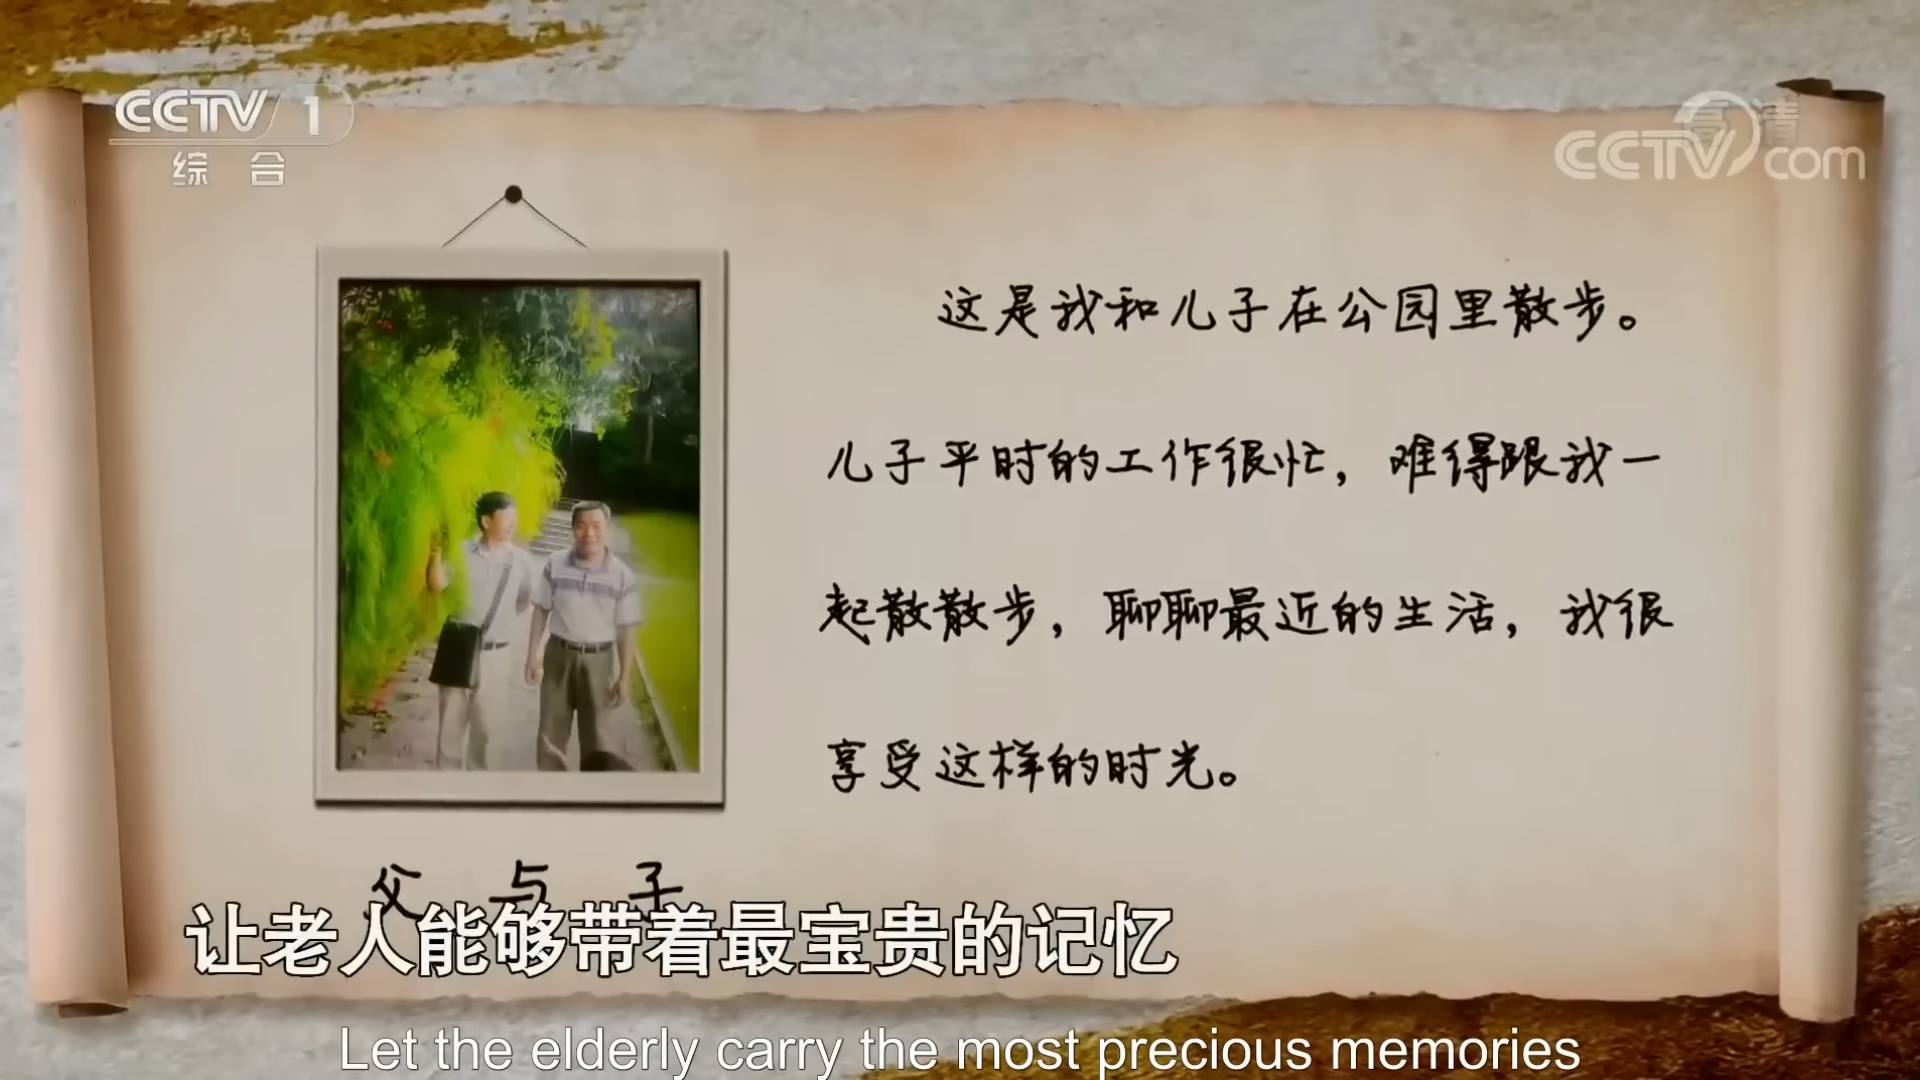 CCTV 1
综合
高清
CCTV com
这是我和儿子在公园里散步。
儿子平时的工作很忙，难得跟我一
起散散步，聊聊最近的生活，我很
享受这样的时光。
父与子
让老人能够带着最宝贵的记忆
Let the elderly carry the most precious memories